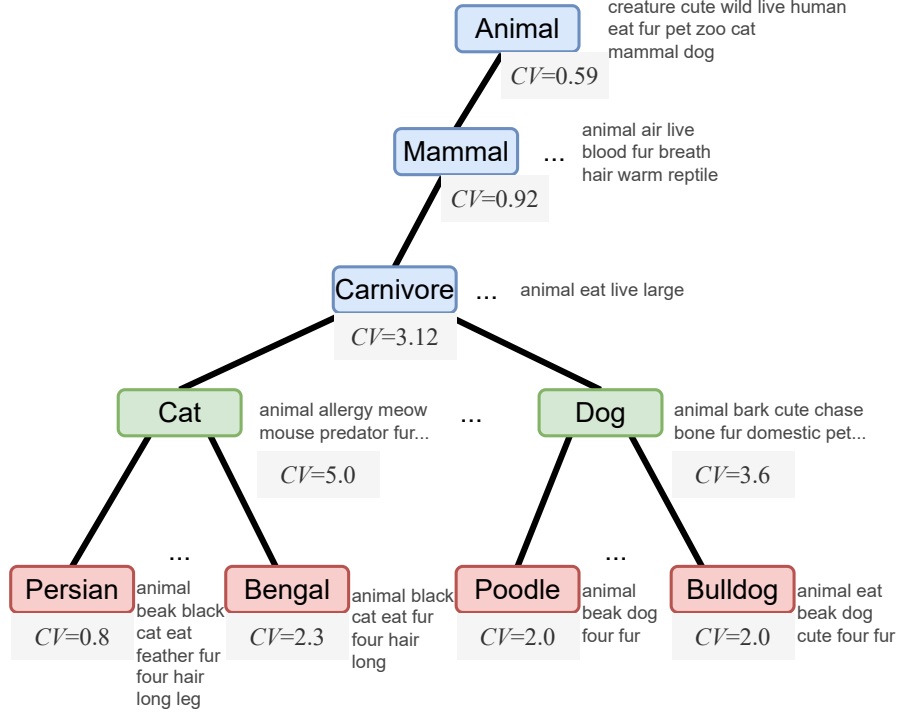 Animal
creature cute wild live human
eat fur pet zoo cat
mammal dog
CV=0.59
Mammal
...
animal air live
blood fur breath
hair warm reptile
CV=0.92
Carnivore
...
animal eat live large
CV=3.12
Cat
animal allergy meow
mouse predator fur...
CV=5.0
...
Dog
animal bark cute chase
bone fur domestic pet...
CV=3.6
Persian
CV=0.8
animal
beak black
cat eat
feather fur
four hair
long leg
...
Bengal
CV=2.3
animal black
cat eat fur
four hair
long
Poodle
CV=2.0
animal
beak dog
four fur
...
Bulldog
CV=2.0
animal eat
beak dog
cute four fur